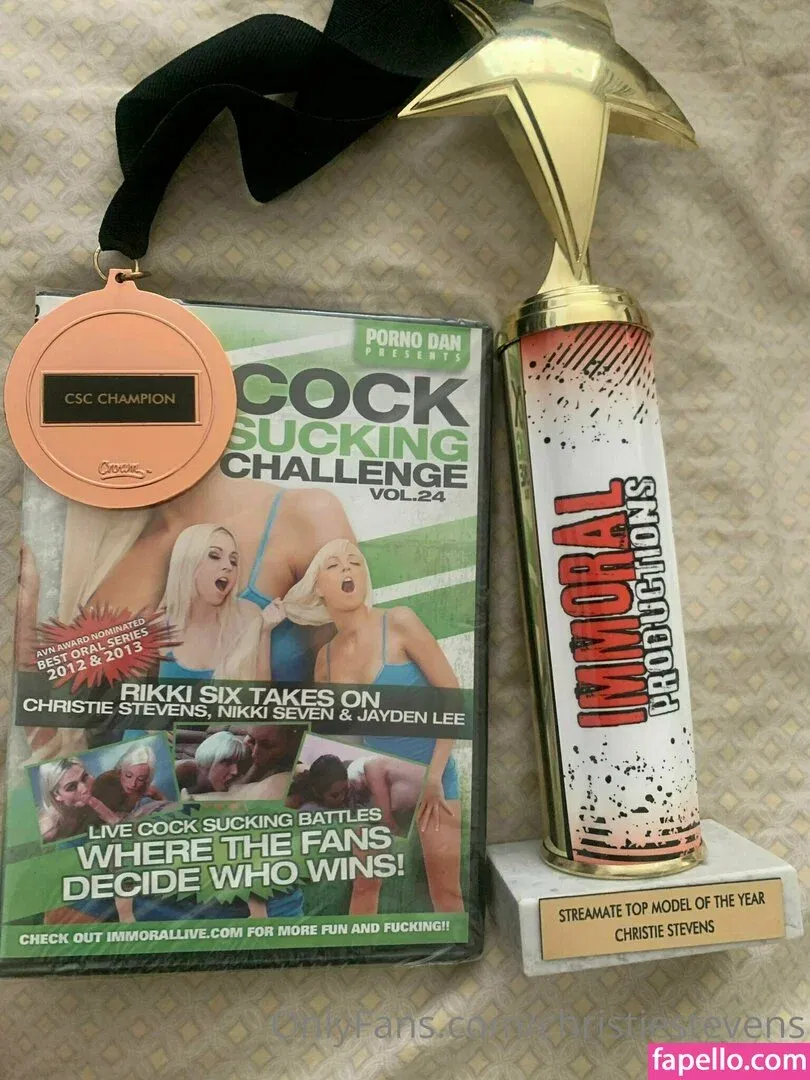 CSC CHAMPION
Crown
PORNO DAN
PRESENTS
COCK
SUCKING
CHALLENGE
VOL.24
AVN AWARD NOMINATED
BEST ORAL SERIES
2012 & 2013
RIKKI SIX TAKES ON
CHRISTIE STEVENS, NIKKI SEVEN & JAYDEN LEE
LIVE COCK SUCKING BATTLES
WHERE THE FANS
DECIDE WHO WINS!
CHECK OUT IMMORALLIVE.COM FOR MORE FUN AND FUCKING!!
IMMORAL
PRODUCTIONS
STREAMATE TOP MODEL OF THE YEAR
CHRISTIE STEVENS
OnlyFans.com/christiestevens
fapello.com